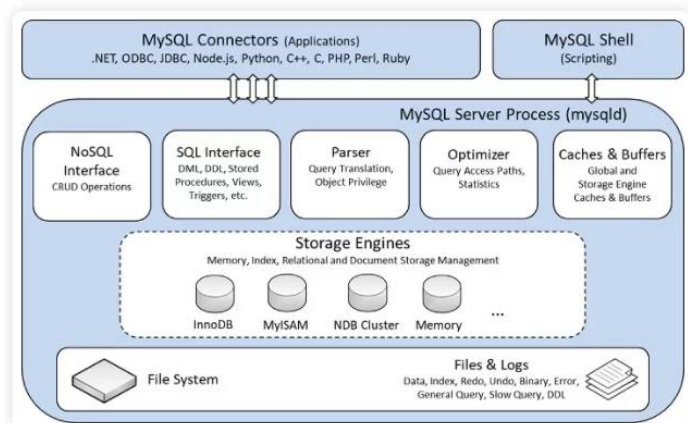 MySQL Connectors (Applications)
.NET, ODBC, JDBC, Node.js, Python, C++, C, PHP, Perl, Ruby
MySQL Shell
(Scripting)
MySQL Server Process (mysqld)
NoSQL
Interface
CRUD Operations
SQL Interface
DML, DDL, Stored
Procedures, Views,
Triggers, etc.
Parser
Query Translation,
Object Privilege
Optimizer
Query Access Paths,
Statistics
Caches & Buffers
Global and
Storage Engine
Caches & Buffers
Storage Engines
Memory, Index, Relational and Document Storage Management
InnoDB
MyISAM
NDB Cluster
Memory
...
File System
Files & Logs
Data, Index, Redo, Undo, Binary, Error,
General Query, Slow Query, DDL